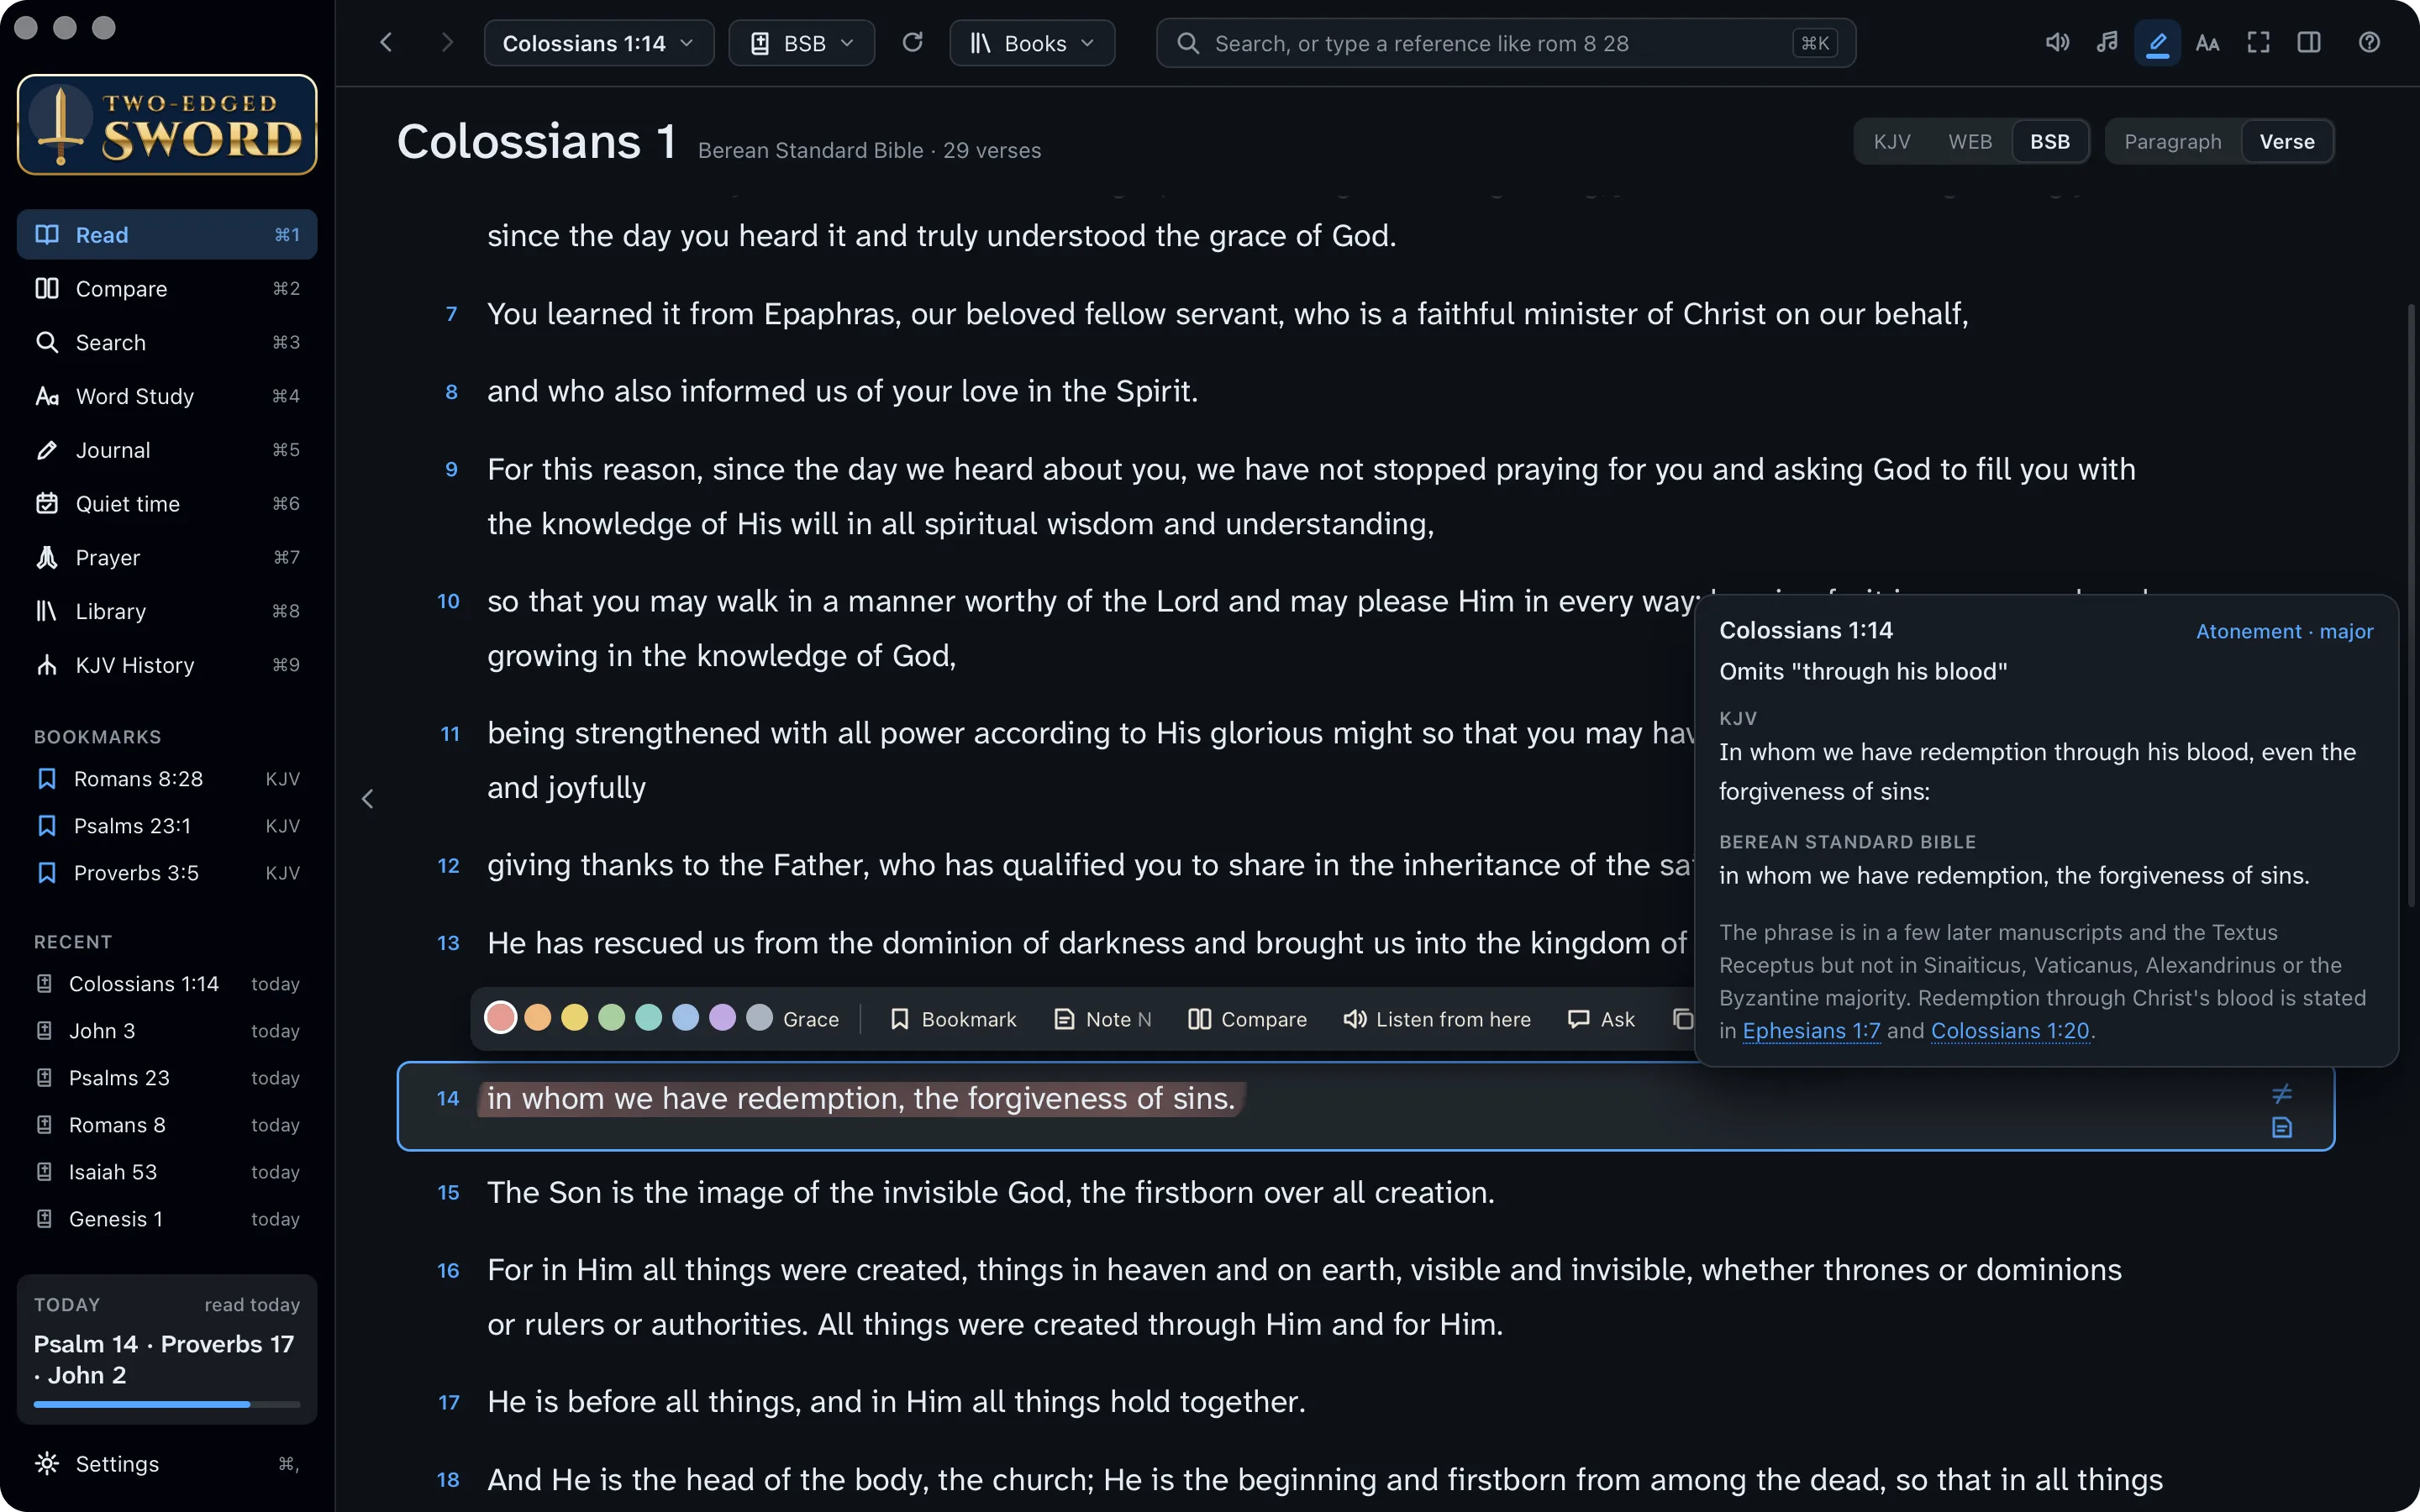 TWO-EDGED
SWORD
Read ⌘1
Compare ⌘2
Search ⌘3
Word Study ⌘4
Journal ⌘5
Quiet time ⌘6
Prayer ⌘7
Library ⌘8
KJV History ⌘9
BOOKMARKS
Romans 8:28 KJV
Psalms 23:1 KJV
Proverbs 3:5 KJV
RECENT
Colossians 1:14 today
John 3 today
Psalms 23 today
Romans 8 today
Isaiah 53 today
Genesis 1 today
TODAY read today
Psalm 14 · Proverbs 17
· John 2
Settings ⌘,
Colossians 1:14 BSB Books Search, or type a reference like rom 8 28 ⌘K
Colossians 1 Berean Standard Bible · 29 verses KJV WEB BSB Paragraph Verse
since the day you heard it and truly understood the grace of God.
7 You learned it from Epaphras, our beloved fellow servant, who is a faithful minister of Christ on our behalf,
8 and who also informed us of your love in the Spirit.
9 For this reason, since the day we heard about you, we have not stopped praying for you and asking God to fill you with
the knowledge of His will in all spiritual wisdom and understanding,
10 so that you may walk in a manner worthy of the Lord and may please Him in every way:
growing in the knowledge of God,
11 being strengthened with all power according to His glorious might so that you may
and joyfully
12 giving thanks to the Father, who has qualified you to share in the inheritance of the
13 He has rescued us from the dominion of darkness and brought us into the kingdom of
Grace Bookmark Note N Compare Listen from here Ask
14 in whom we have redemption, the forgiveness of sins.
15 The Son is the image of the invisible God, the firstborn over all creation.
16 For in Him all things were created, things in heaven and on earth, visible and invisible, whether thrones or dominions
or rulers or authorities. All things were created through Him and for Him.
17 He is before all things, and in Him all things hold together.
18 And He is the head of the body, the church; He is the beginning and firstborn from among the dead, so that in all things
Colossians 1:14 Atonement · major
Omits "through his blood"
KJV
In whom we have redemption through his blood, even the
forgiveness of sins:
BEREAN STANDARD BIBLE
in whom we have redemption, the forgiveness of sins.
The phrase is in a few later manuscripts and the Textus
Receptus but not in Sinaiticus, Vaticanus, Alexandrinus or the
Byzantine majority. Redemption through Christ's blood is stated
in Ephesians 1:7 and Colossians 1:20.